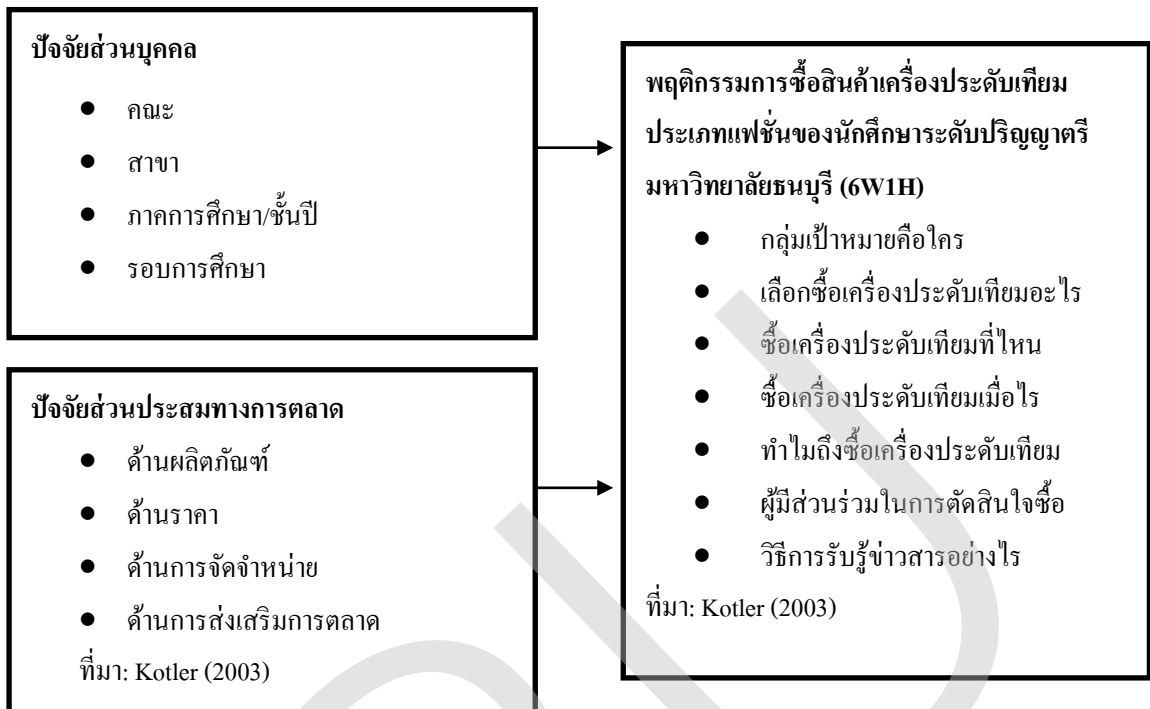 ปัจจัยส่วนบุคคล
● คณะ
● สาขา
● ภาคการศึกษา/ชั้นปี
● รอบการศึกษา
ปัจจัยส่วนประสมทางการตลาด
● ด้านผลิตภัณฑ์
● ด้านราคา
● ด้านการจัดจำหน่าย
● ด้านการส่งเสริมการตลาด
ที่มา: Kotler (2003)
พฤติกรรมการซื้อสินค้าเครื่องประดับเทียม
ประเภทแฟชั่นของนักศึกษาระดับปริญญาตรี
มหาวิทยาลัยธนบุรี (6W1H)
● กลุ่มเป้าหมายคือใคร
● เลือกซื้อเครื่องประดับเทียมอะไร
● ซื้อเครื่องประดับเทียมที่ไหน
● ซื้อเครื่องประดับเทียมเมื่อไร
● ทำไมถึงซื้อเครื่องประดับเทียม
● ผู้มีส่วนร่วมในการตัดสินใจซื้อ
● วิธีการรับรู้ข่าวสารอย่างไร
ที่มา: Kotler (2003)